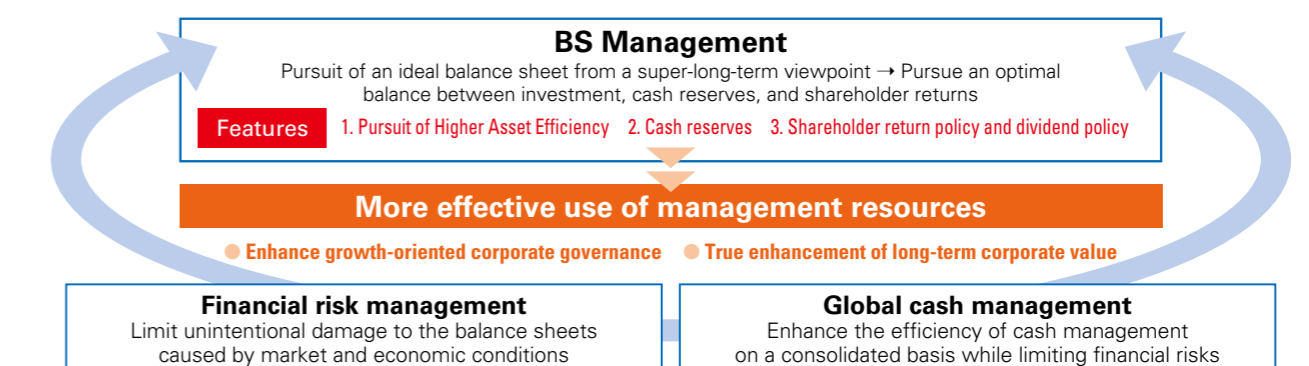 BS Management
Pursuit of an ideal balance sheet from a super-long-term viewpoint → Pursue an optimal
balance between investment, cash reserves, and shareholder returns
Features 1. Pursuit of Higher Asset Efficiency 2. Cash reserves 3. Shareholder return policy and dividend policy
More effective use of management resources
● Enhance growth-oriented corporate governance ● True enhancement of long-term corporate value
Financial risk management
Limit unintentional damage to the balance sheets
caused by market and economic conditions
Global cash management
Enhance the efficiency of cash management
on a consolidated basis while limiting financial risks